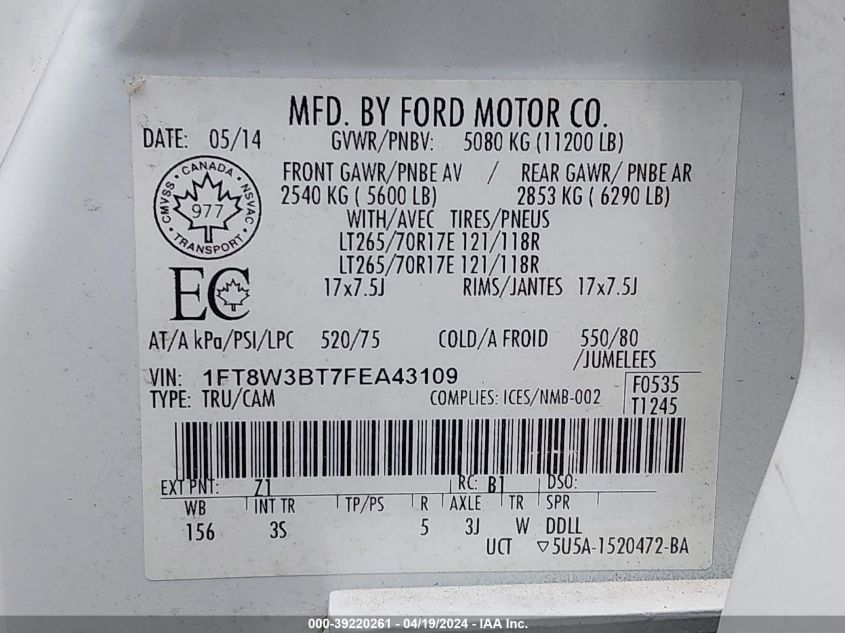 MFD. BY FORD MOTOR CO.
DATE: 05/14 GVWR/PNBV: 5080 KG (11200 LB)
FRONT GAWR/PNBE AV / REAR GAWR/ PNBE AR
2540 KG ( 5600 LB) 2853 KG ( 6290 LB)
CANADA CMVSS NSVAC 977 TRANSPORT
WITH/AVEC TIRES/PNEUS
LT265/70R17E 121/118R
LT265/70R17E 121/118R
EC
17x7.5J RIMS/JANTES 17x7.5J
AT/A kPa/PSI/LPC 520/75 COLD/A FROID 550/80
/JUMELEES
VIN: 1FT8W3BT7FEA43109 F0535
TYPE: TRU/CAM COMPLIES: ICES/NMB-002 T1245
EXT PNT: Z1 RC: B1 DSO:
WB INT TR TP/PS R AXLE TR SPR
156 3S 5 3J W DDLL
UCT ▽5U5A-1520472-BA
000-39220261 - 04/19/2024 - IAA Inc.